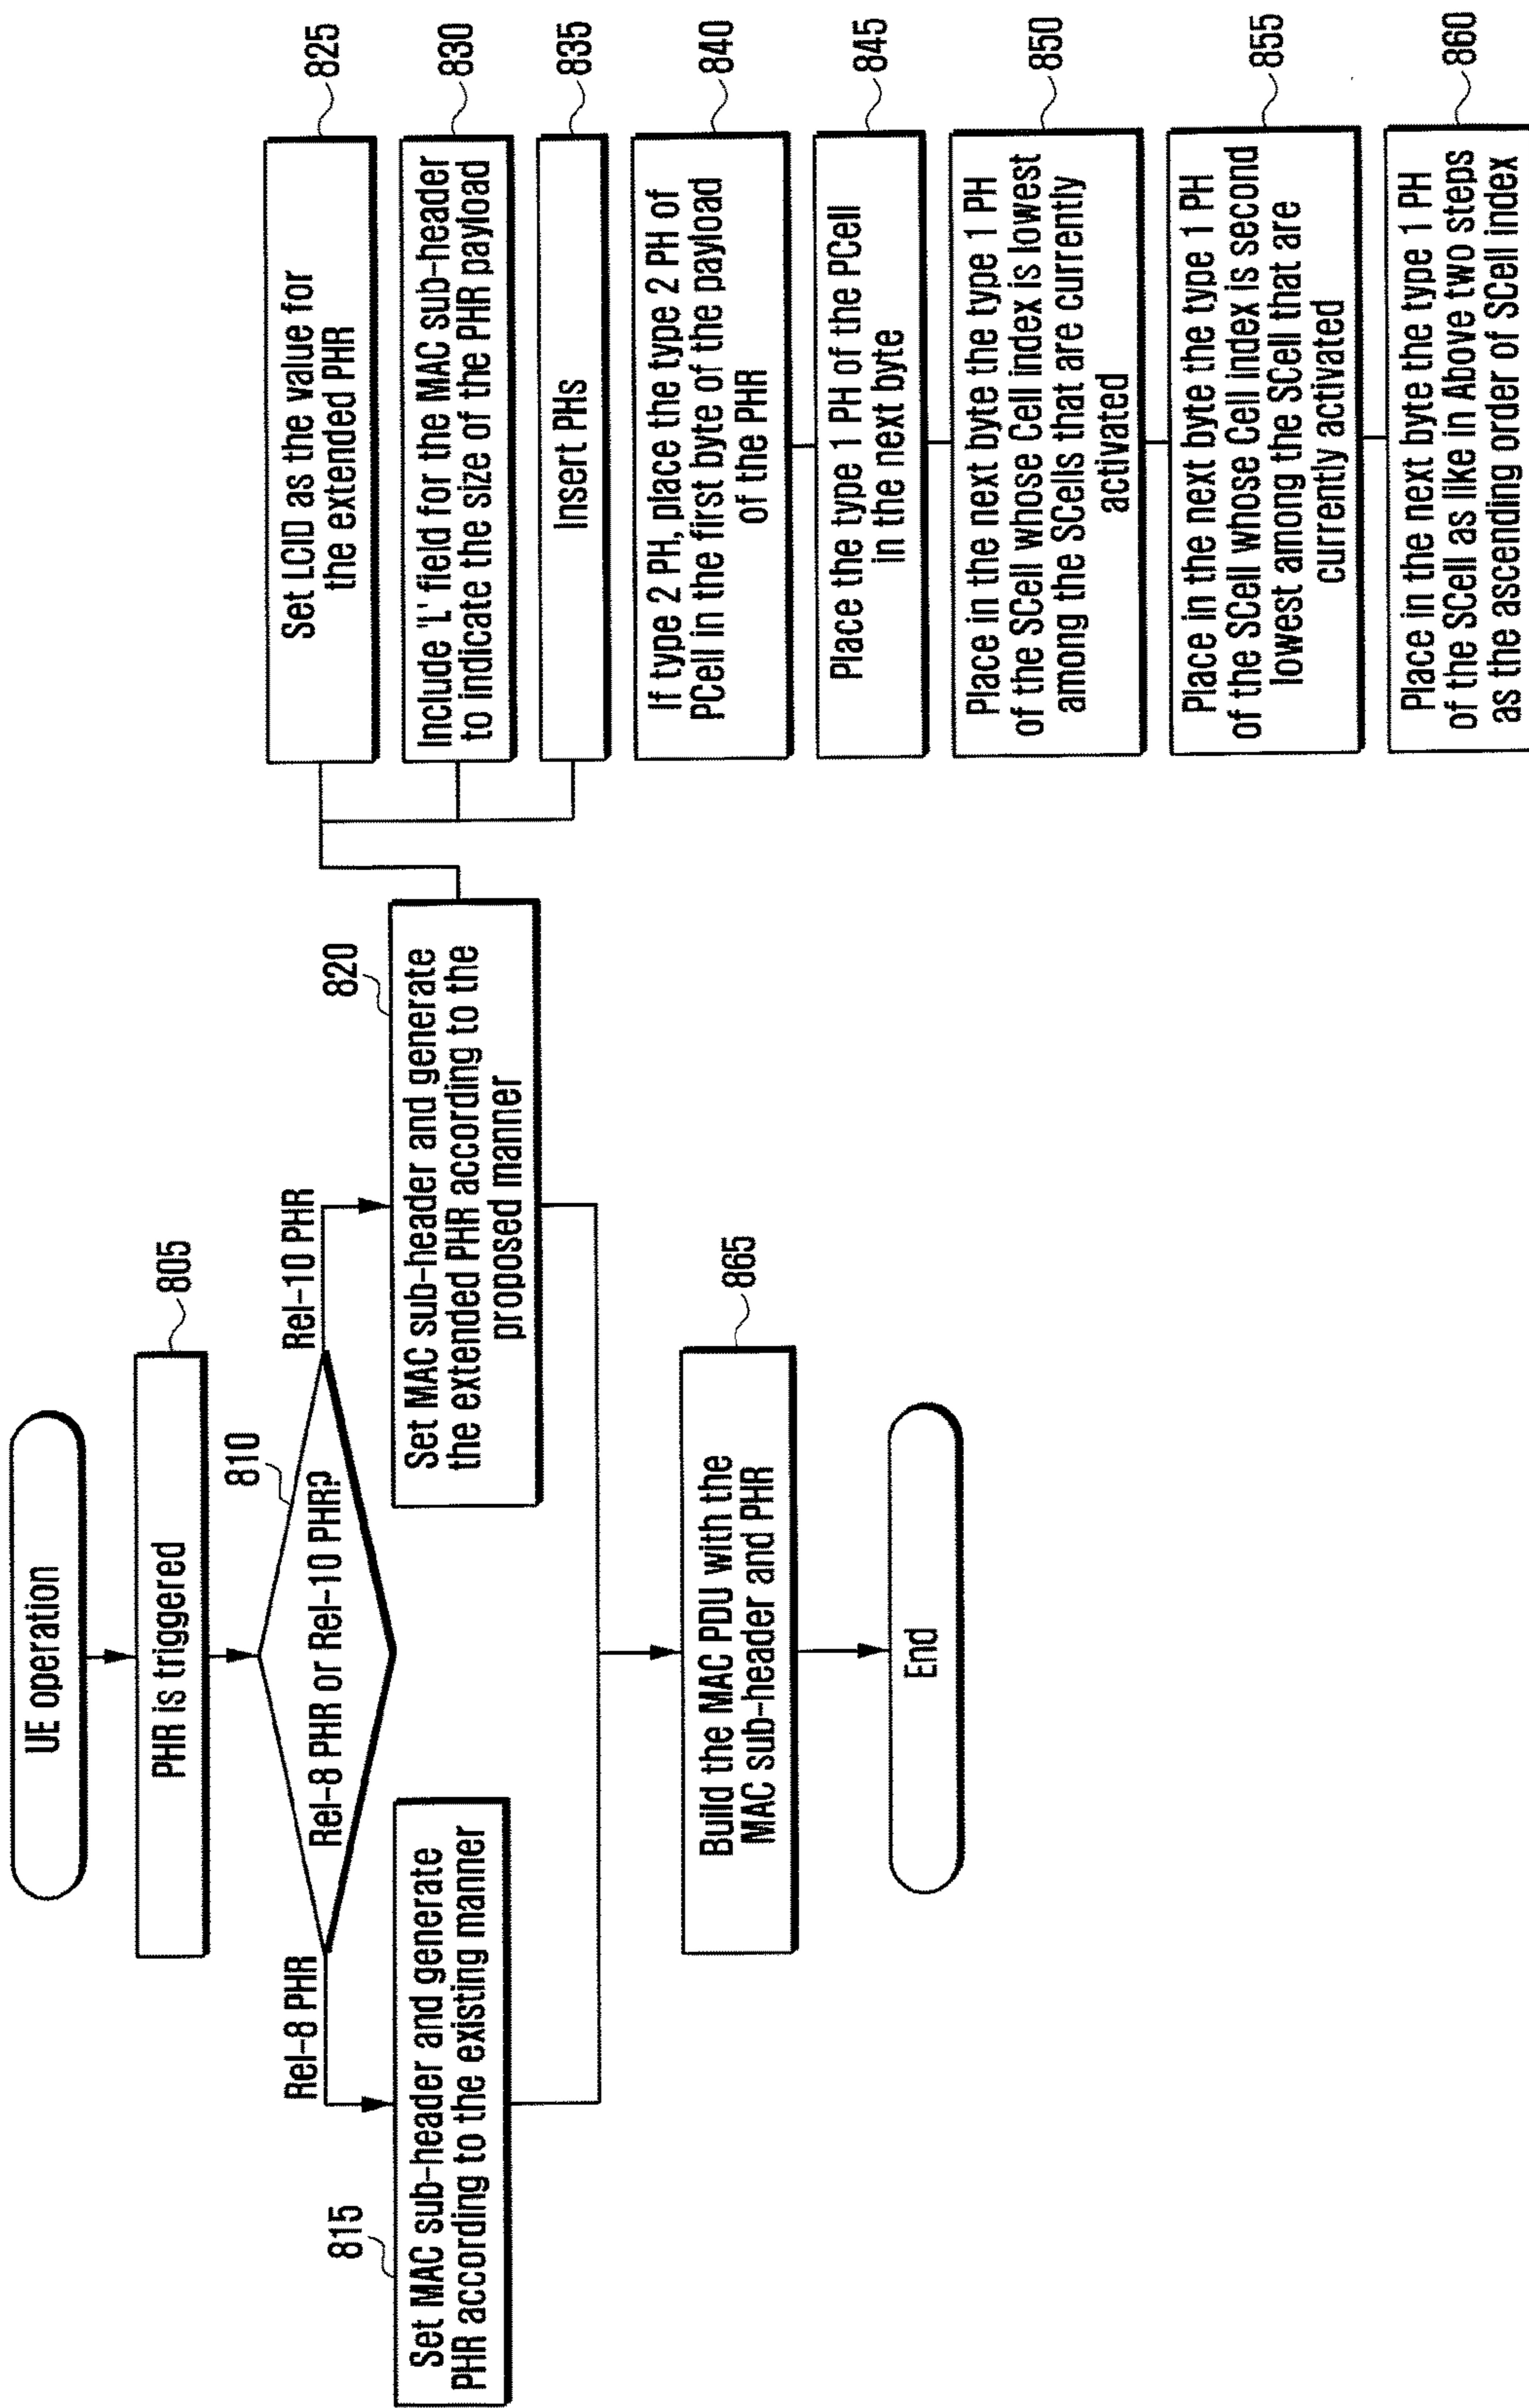 UE operation
PHR is triggered
805
810
Rel-8 PHR or Rel-10 PHR?
Rel-8 PHR
Rel-10 PHR
815
Set MAC sub-header and generate
PHR according to the existing manner
820
Set MAC sub-header and generate
the extended PHR according to the
proposed manner
Build the MAC PDU with the
MAC sub-header and PHR
865
End
Set LCID as the value for
the extended PHR
825
Include 'L' field for the MAC sub-header
to indicate the size of the PHR payload
830
Insert PHs
835
If type 2 PH, place the type 2 PH of
PCell in the first byte of the payload
of the PHR
840
Place the type 1 PH of the PCell
in the next byte
845
Place in the next byte the type 1 PH
of the SCell whose Cell index is lowest
among the SCells that are currently
activated
850
Place in the next byte the type 1 PH
of the SCell whose Cell index is second
lowest among the SCell that are
currently activated
855
Place in the next byte the type 1 PH
of the SCell as like in Above two steps
as the ascending order of SCell index
860